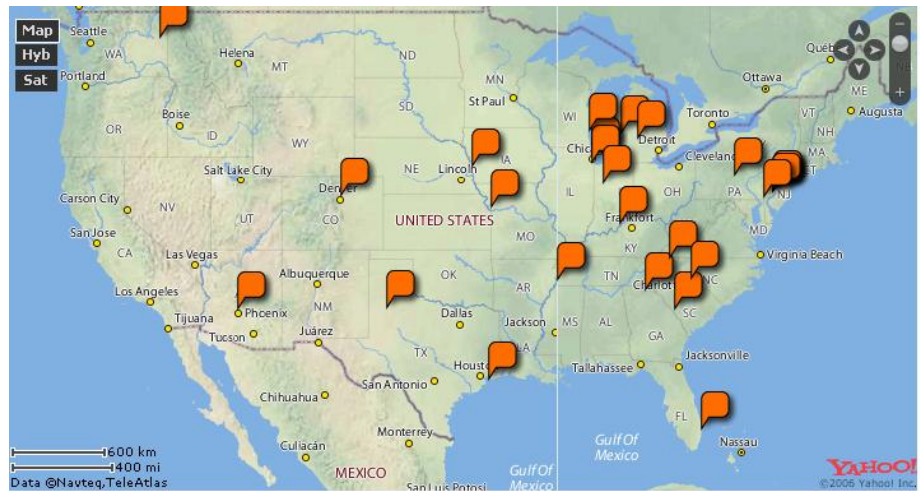 Map
Hyb
Sat
Seattle
WA
Portland
Helena
MT
ND
MN
St Paul
WI
Ottawa
Toronto
ME
Augusta
VT
NH
MA
CT
Boise
ID
OR
WY
SD
IA
Detroit
Cleveland
PA
NJ
Salt Lake City
NE
Lincoln
IL
OH
MD
Carson City
NV
UT
CO
UNITED STATES
MO
Frankfort
KY
San Jose
CA
Las Vegas
Virginia Beach
Albuquerque
OK
AR
TN
NC
Los Angeles
Phoenix
NM
Dallas
Jackson
MS
AL
GA
SC
Tijuana
Tucson
Juárez
TX
LA
Jacksonville
San Antonio
Tallahassee
Chihuahua
FL
Culiacán
Monterrey
Gulf Of
Mexico
Nassau
600 km
400 mi
MEXICO
Gulf Of
Mexico
San Luis Potosí
Data @Navteq,TeleAtlas
YAHOO!
©2006 Yahoo! Inc.